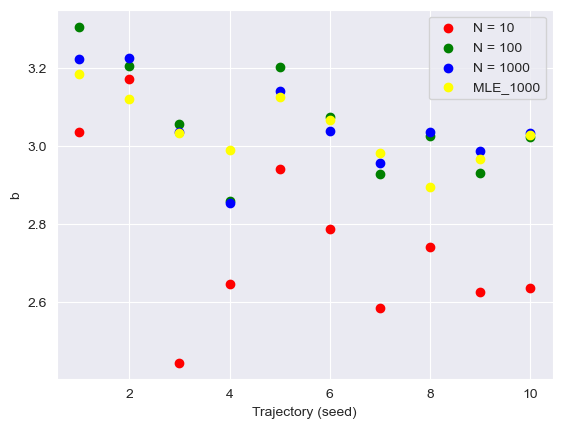 N = 10
N = 100
N = 1000
MLE_1000
3.2
3.0
2.8
2.6
b
2 4 6 8 10
Trajectory (seed)